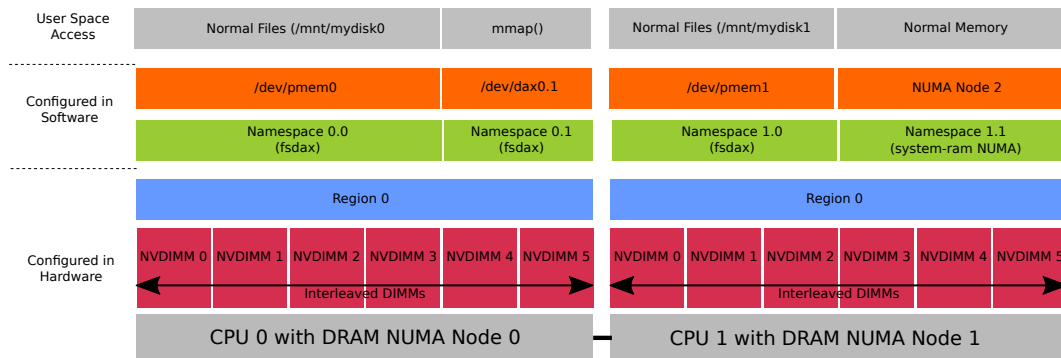 User Space
Access
Normal Files (/mnt/mydisk0
mmap()
Normal Files (/mnt/mydisk1
Normal Memory
Configured in
Software
/dev/pmem0
/dev/dax0.1
/dev/pmem1
NUMA Node 2
Namespace 0.0
(fsdax)
Namespace 0.1
(fsdax)
Namespace 1.0
(fsdax)
Namespace 1.1
(system-ram NUMA)
Configured in
Hardware
Region 0
Region 0
NVDIMM 0
NVDIMM 1
NVDIMM 2
NVDIMM 3
NVDIMM 4
NVDIMM 5
NVDIMM 0
NVDIMM 1
NVDIMM 2
NVDIMM 3
NVDIMM 4
NVDIMM 5
Interleaved DIMMs
Interleaved DIMMs
CPU 0 with DRAM NUMA Node 0
CPU 1 with DRAM NUMA Node 1